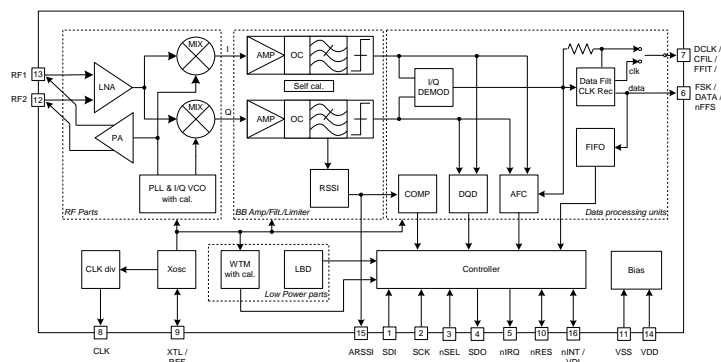 MIX
I
AMP
OC
7
DCLK /
CFIL /
FFIT /
clk
RF1
13
LNA
Self cal.
I/Q
DEMOD
Data Filt
CLK Rec
RF2
12
MIX
Q
data
6
FSK /
DATA /
nFFS
PA
AMP
OC
FIFO
PLL & I/Q VCO
with cal.
RSSI
COMP
DQD
AFC
RF Parts
BB Amp/Filt./Limiter
Data processing units
CLK div
Xosc
WTM
with cal.
LBD
Controller
Bias
Low Power parts
8
9
15
1
2
3
4
5
10
16
11
14
CLK
XTL /
REF
ARSSI
SDI
SCK
nSEL
SDO
nIRQ
nRES
nINT /
VDI
VSS
VDD